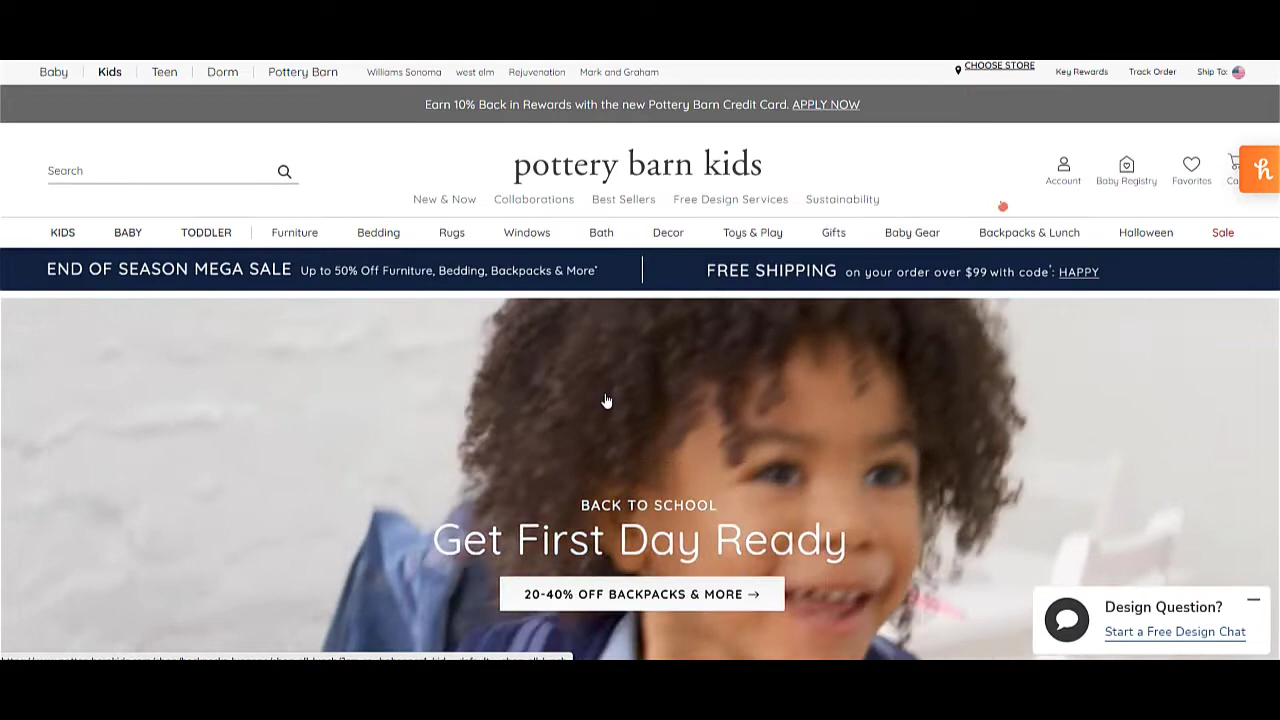 Baby Kids Teen Dorm Pottery Barn Williams Sonoma west elm Rejuvenation Mark and Graham CHOOSE STORE Key Rewards Track Order Ship To:
Earn 10% Back in Rewards with the new Pottery Barn Credit Card. APPLY NOW
Search
pottery barn kids
Account Baby Registry Favorites
New & Now Collaborations Best Sellers Free Design Services Sustainability
KIDS BABY TODDLER Furniture Bedding Rugs Windows Bath Decor Toys & Play Gifts Baby Gear Backpacks & Lunch Halloween Sale
END OF SEASON MEGA SALE Up to 50% Off Furniture, Bedding, Backpacks & More* FREE SHIPPING on your order over $99 with code*: HAPPY
BACK TO SCHOOL
Get First Day Ready
20-40% OFF BACKPACKS & MORE →
Design Question?
Start a Free Design Chat